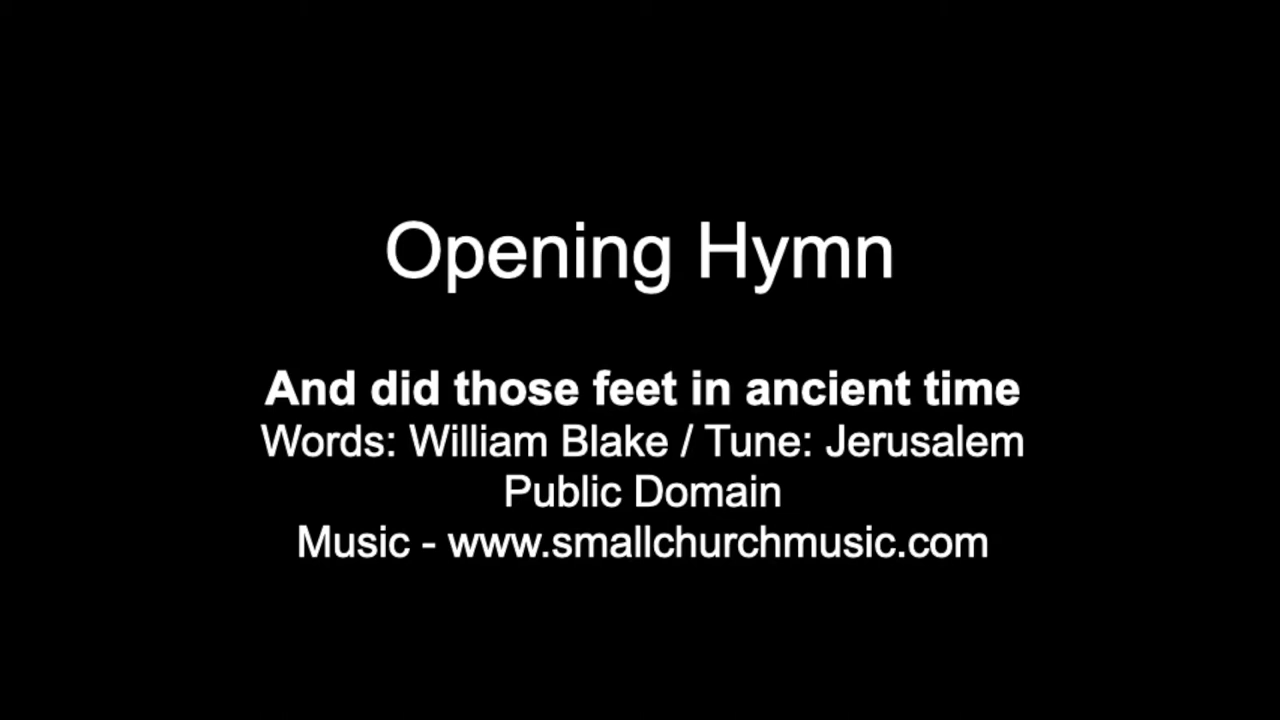 Opening Hymn
And did those feet in ancient time
Words: William Blake / Tune: Jerusalem
Public Domain
Music - www.smallchurchmusic.com